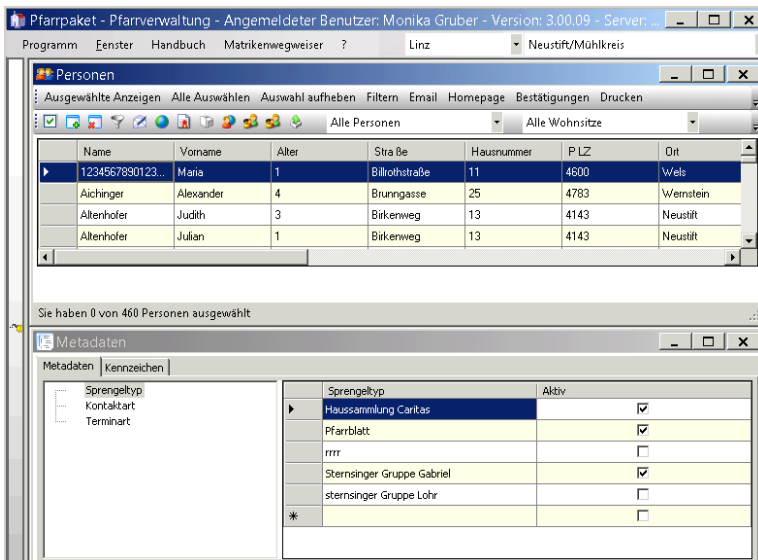 Pfarrpaket - Pfarrverwaltung - Angemeldeter Benutzer: Monika Gruber - Version: 3.00.09 - Server: ...
Programm Fenster Handbuch Matrikenwegweiser ? Linz Neustift/Mühlkreis
Personen
Ausgewählte Anzeigen Alle Auswählen Auswahl aufheben Filtern Email Homepage Bestätigungen Drucken
Alle Personen Alle Wohnsitze
Name Vorname Alter Straße Hausnummer PLZ Ort
1234567890123... Maria 1 Billrothstraße 11 4600 Wels
Aichinger Alexander 4 Brunngasse 25 4783 Wernstein
Altenhofer Judith 3 Birkenweg 13 4143 Neustift
Altenhofer Julian 1 Birkenweg 13 4143 Neustift
Sie haben 0 von 460 Personen ausgewählt
Metadaten
Metadaten Kennzeichen
Sprengeltyp
Kontaktart
Terminart
Sprengeltyp Aktiv
Haussammlung Caritas
Pfarrblatt
rrrr
Sternsinger Gruppe Gabriel
sternsinger Gruppe Lohr